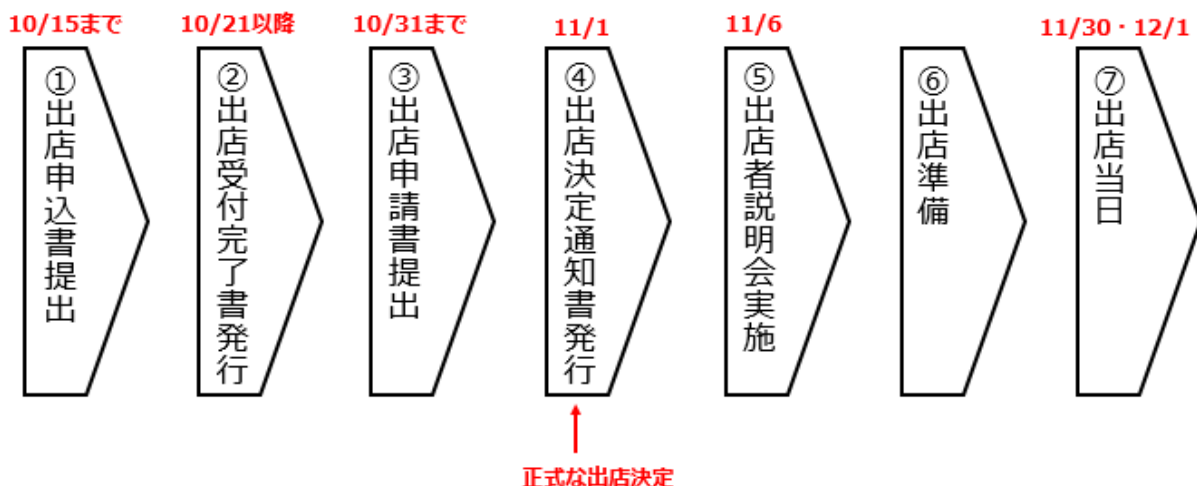 10/15まで
①出店申込書提出
10/21以降
②出店受付完了書発行
10/31まで
③出店申請書提出
11/1
④出店決定通知書発行
正式な出店決定
11/6
⑤出店者説明会実施
⑥出店準備
11/30・12/1
⑦出店当日